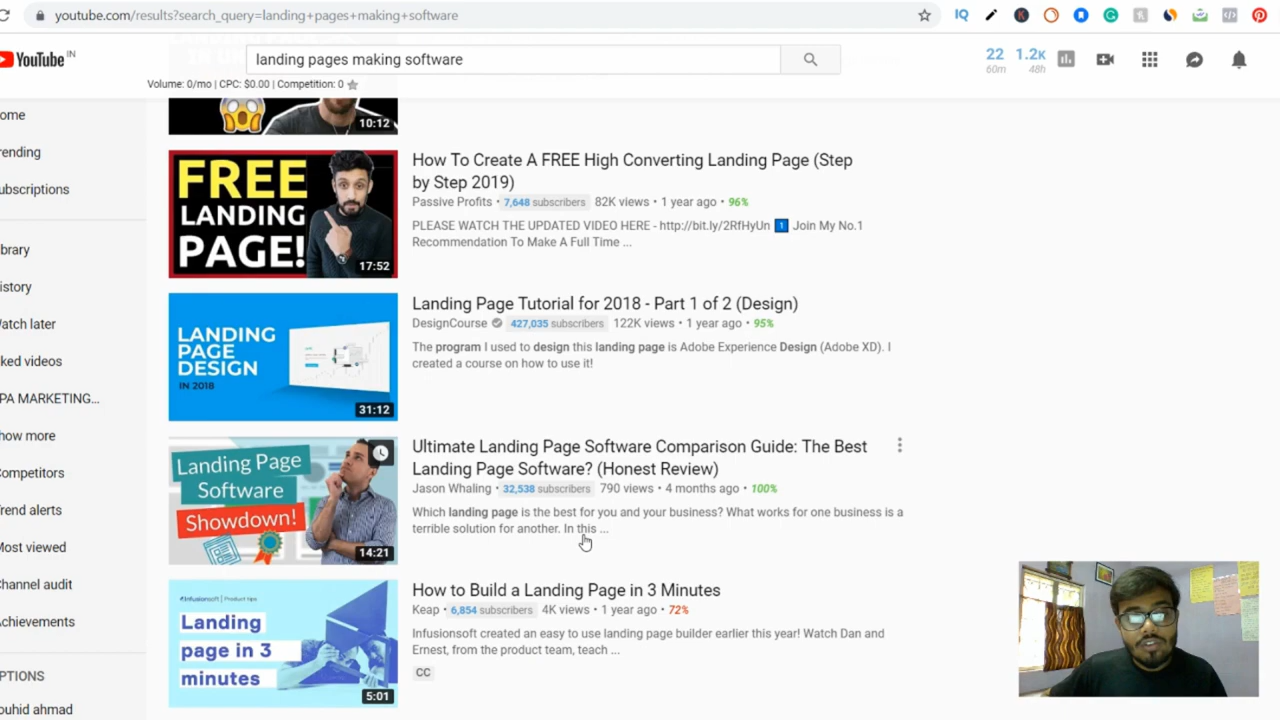 youtube.com/results?search_query=landing+pages+making+software
IQ
YouTube IN
landing pages making software
22 1.2K
60m 48h
Volume: 0/mo | CPC: $0.00 | Competition: 0
ome
rending
ubscriptions
brary
istory
atch later
ked videos
PA MARKETING...
how more
ompetitors
rend alerts
ost viewed
hannel audit
chievements
PTIONS
ouhid ahmad
10:12
FREE
LANDING
PAGE!
17:52
How To Create A FREE High Converting Landing Page (Step
by Step 2019)
Passive Profits • 7,648 subscribers 82K views • 1 year ago • 96%
PLEASE WATCH THE UPDATED VIDEO HERE - http://bit.ly/2RfHyUn 1 Join My No.1
Recommendation To Make A Full Time ...
LANDING
PAGE
DESIGN
IN 2018
31:12
Landing Page Tutorial for 2018 - Part 1 of 2 (Design)
DesignCourse 427,035 subscribers 122K views • 1 year ago • 95%
The program I used to design this landing page is Adobe Experience Design (Adobe XD). I
created a course on how to use it!
Landing Page
Software
Showdown!
14:21
Ultimate Landing Page Software Comparison Guide: The Best
Landing Page Software? (Honest Review)
Jason Whaling • 32,538 subscribers 790 views • 4 months ago • 100%
Which landing page is the best for you and your business? What works for one business is a
terrible solution for another. In this ...
Infusionsoft | Product tips
Landing
page in 3
minutes
5:01
How to Build a Landing Page in 3 Minutes
Keap • 6,854 subscribers 4K views • 1 year ago • 72%
Infusionsoft created an easy to use landing page builder earlier this year! Watch Dan and
Ernest, from the product team, teach ...
CC